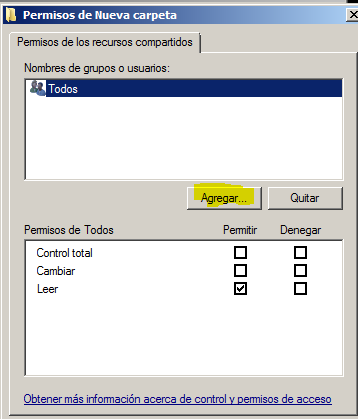 Permisos de Nueva carpeta
Permisos de los recursos compartidos
Nombres de grupos o usuarios:
Todos
Agregar... Quitar
Permisos de Todos Permitir Denegar
Control total
Cambiar
Leer
Obtener más información acerca de control y permisos de acceso